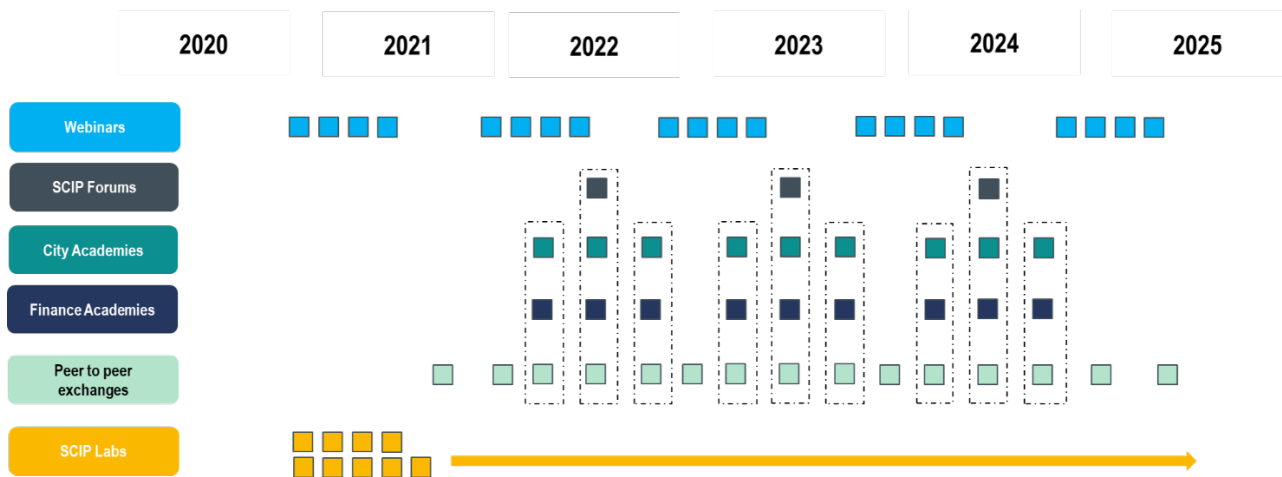 2020
2021
2022
2023
2024
2025
Webinars
SCIP Forums
City Academies
Finance Academies
Peer to peer
exchanges
SCIP Labs